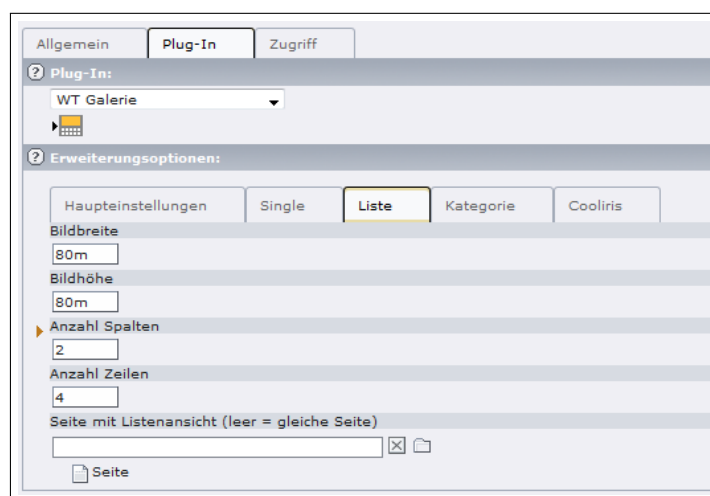 Allgemein Plug-In Zugriff
Plug-In:
WT Galerie
Erweiterungsoptionen:
Haupteinstellungen Single Liste Kategorie Cooliris
Bildbreite
80m
Bildhöhe
80m
Anzahl Spalten
2
Anzahl Zeilen
4
Seite mit Listenansicht (leer = gleiche Seite)
Seite